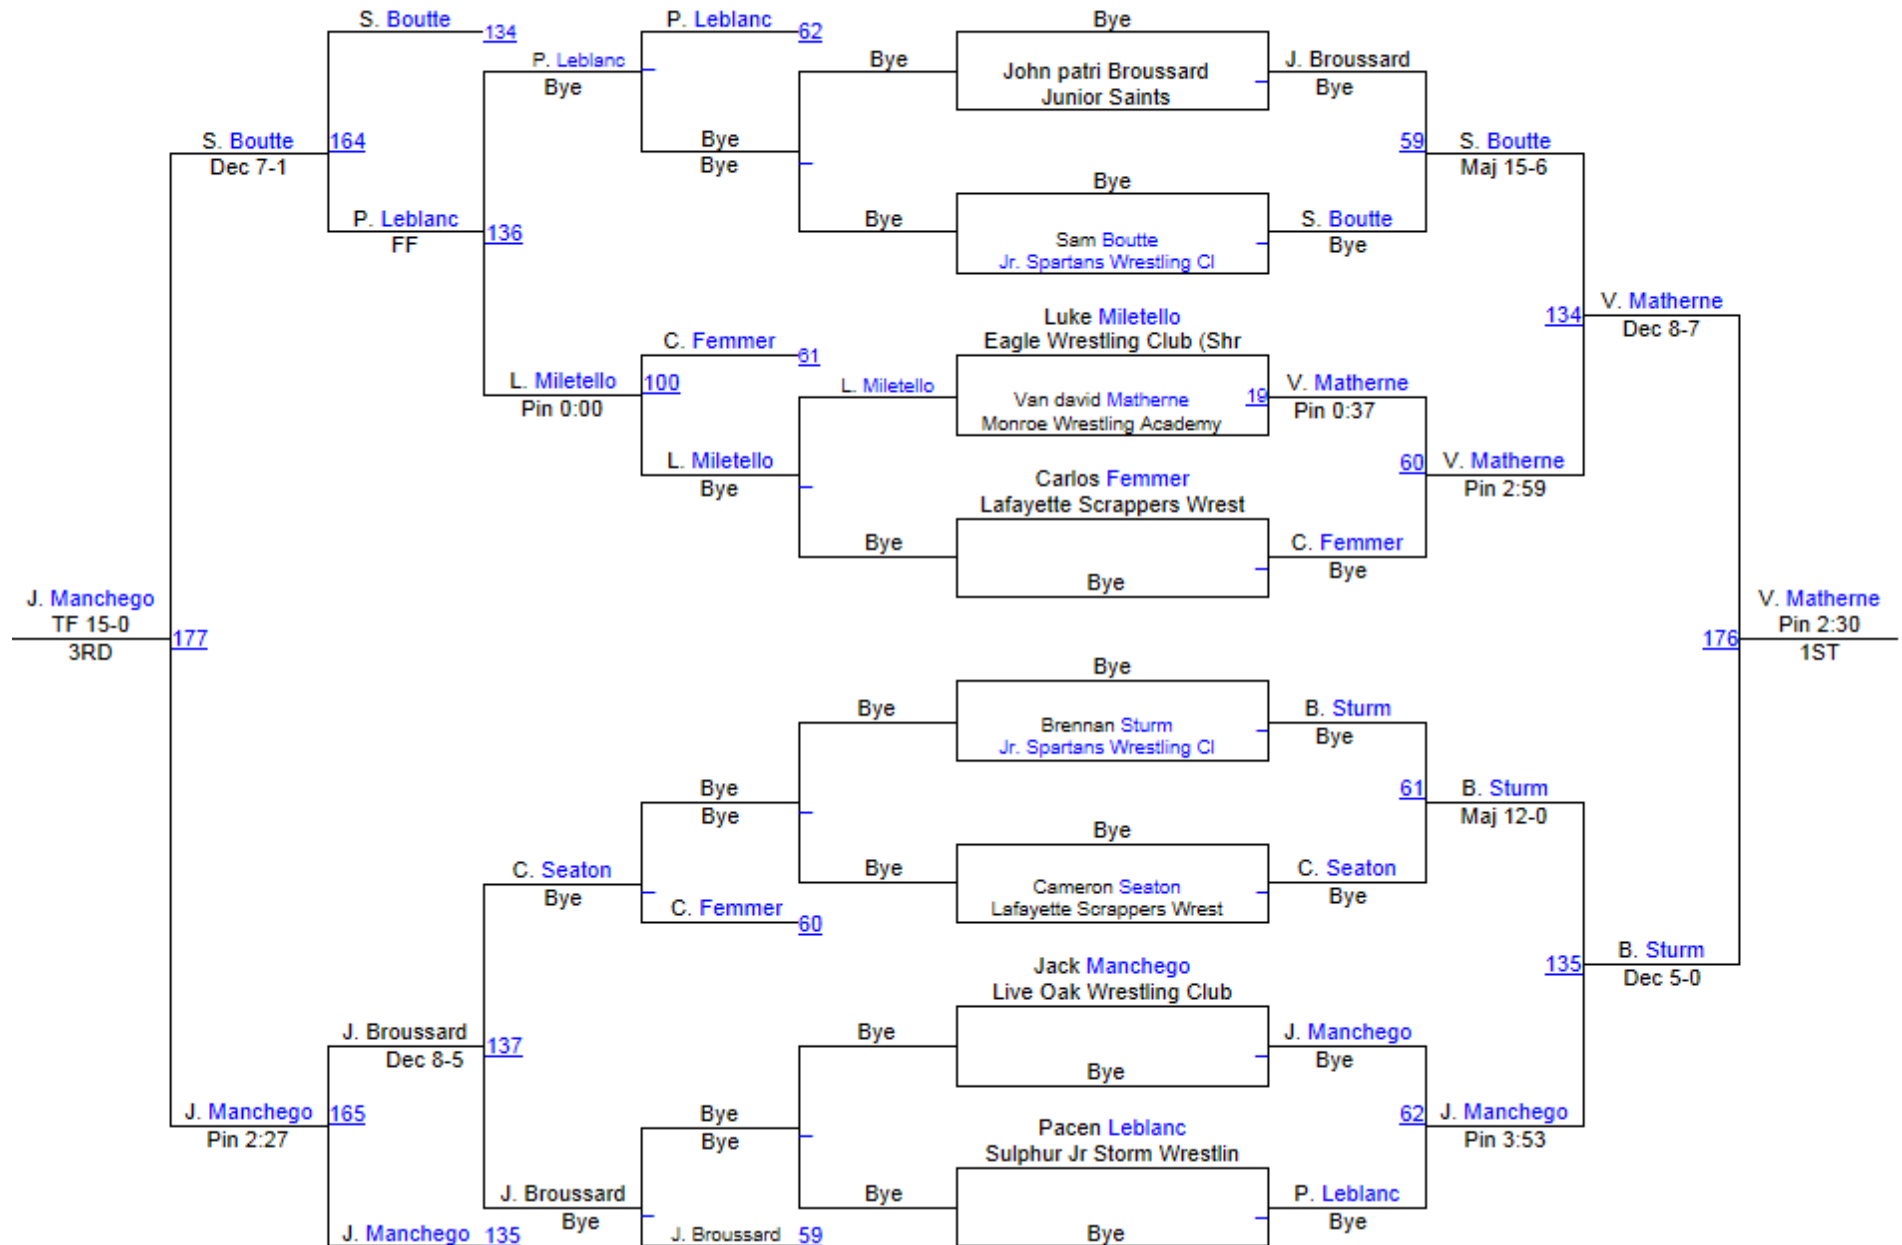 S. Boutte
134
P. Leblanc
Bye
P. Leblanc
62
Bye
Bye
John patri Broussard
Junior Saints
J. Broussard
Bye
S. Boutte
Dec 7-1
164
Bye
Bye
59
S. Boutte
Maj 15-6
P. Leblanc
FF
136
Bye
Bye
Sam Boutte
Jr. Spartans Wrestling Cl
S. Boutte
Bye
Luke Miletello
Eagle Wrestling Club (Shr
134
V. Matherne
Dec 8-7
C. Femmer
61
L. Miletello
Pin 0:00
100
L. Miletello
Van david Matherne
Monroe Wrestling Academy
19
V. Matherne
Pin 0:37
L. Miletello
Bye
Carlos Femmer
Lafayette Scrappers Wrest
60
V. Matherne
Pin 2:59
Bye
Bye
C. Femmer
Bye
J. Manchego
TF 15-0
3RD
177
176
V. Matherne
Pin 2:30
1ST
Bye
Bye
Brennan Sturm
Jr. Spartans Wrestling Cl
B. Sturm
Bye
Bye
Bye
61
B. Sturm
Maj 12-0
Bye
C. Seaton
Bye
Bye
Cameron Seaton
Lafayette Scrappers Wrest
C. Seaton
Bye
C. Femmer
60
Jack Manchego
Live Oak Wrestling Club
135
B. Sturm
Dec 5-0
J. Broussard
Dec 8-5
137
Bye
Bye
J. Manchego
Bye
J. Manchego
Pin 2:27
165
Bye
Bye
Pacen Leblanc
Sulphur Jr Storm Wrestlin
62
J. Manchego
Pin 3:53
J. Broussard
Bye
Bye
Bye
P. Leblanc
Bye
J. Manchego
135
J. Broussard
59